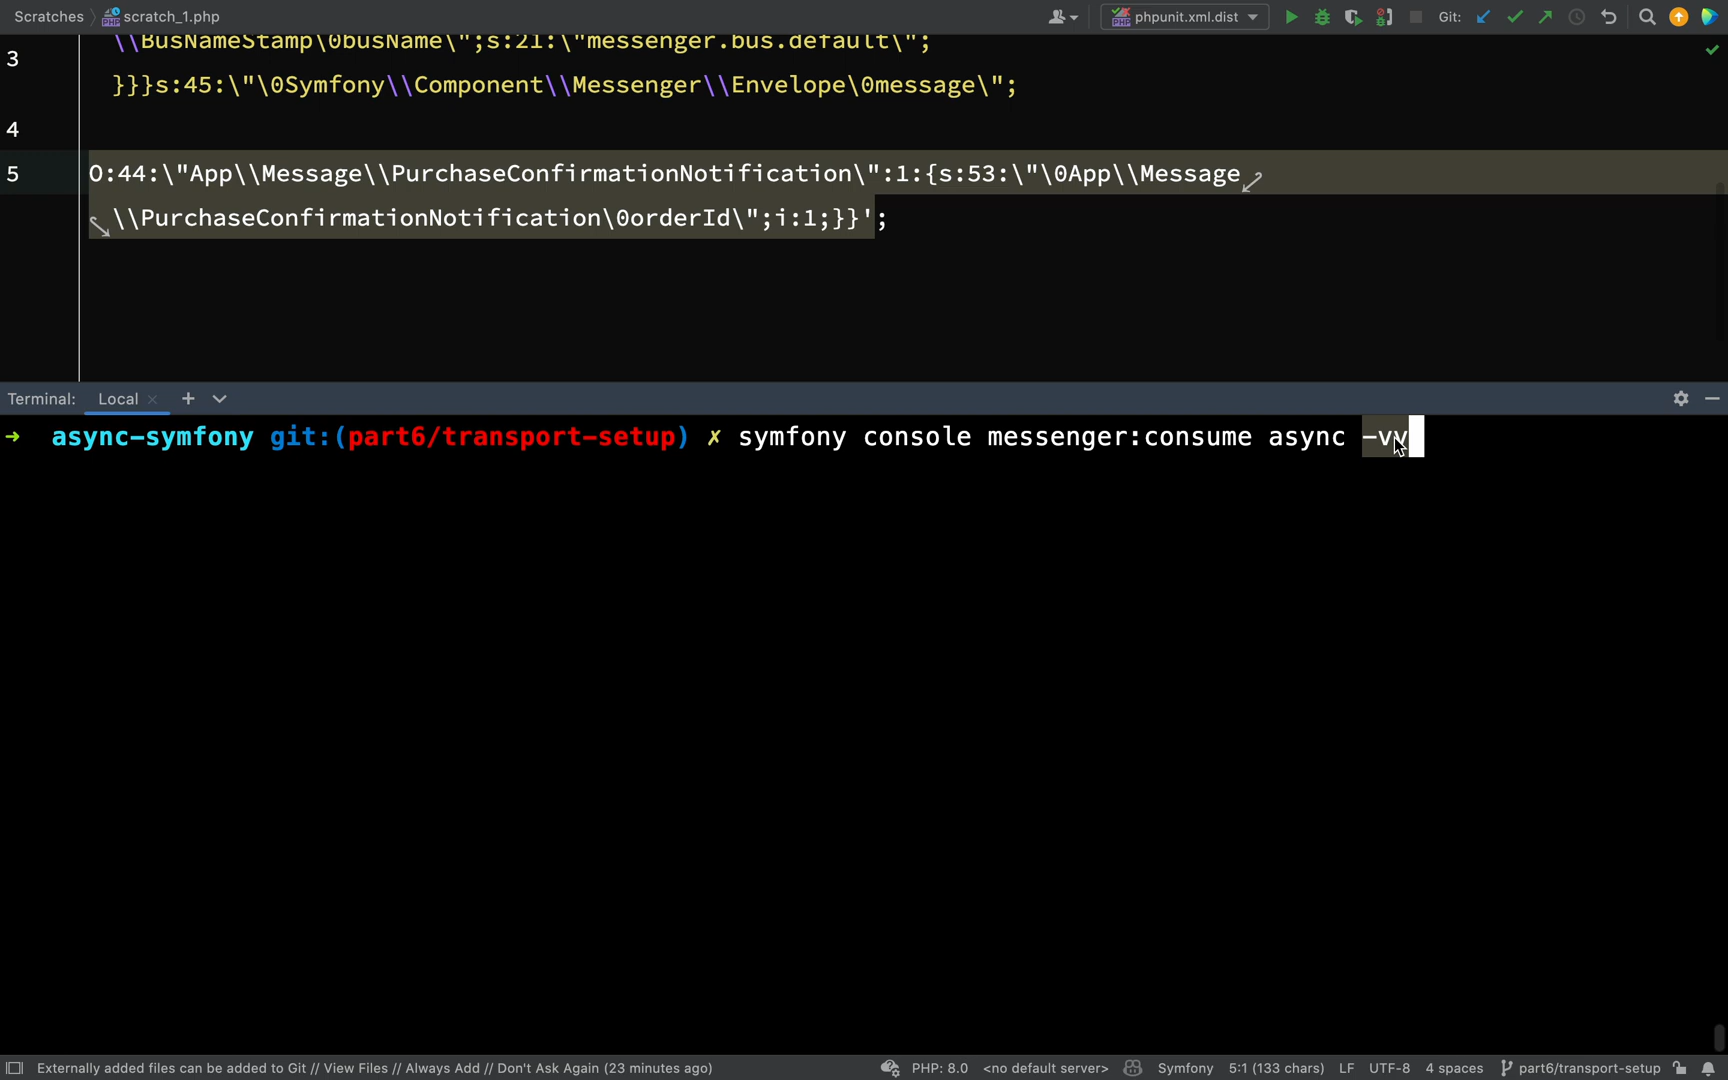 Scratches scratch_1.php phpunit.xml.dist Git:
3 \\BusNameStamp\0busName\";s:21:\"messenger.bus.default\";
}}}s:45:\"\0Symfony\\Component\\Messenger\\Envelope\0message\";
4
5 O:44:\"App\\Message\\PurchaseConfirmationNotification\":1:{s:53:\"\0App\\Message
\\PurchaseConfirmationNotification\0orderId\";i:1;}}';
Terminal: Local
→ async-symfony git:(part6/transport-setup) ✗ symfony console messenger:consume async -vv
Externally added files can be added to Git // View Files // Always Add // Don't Ask Again (23 minutes ago) PHP: 8.0 <no default server> Symfony 5:1 (133 chars) LF UTF-8 4 spaces part6/transport-setup